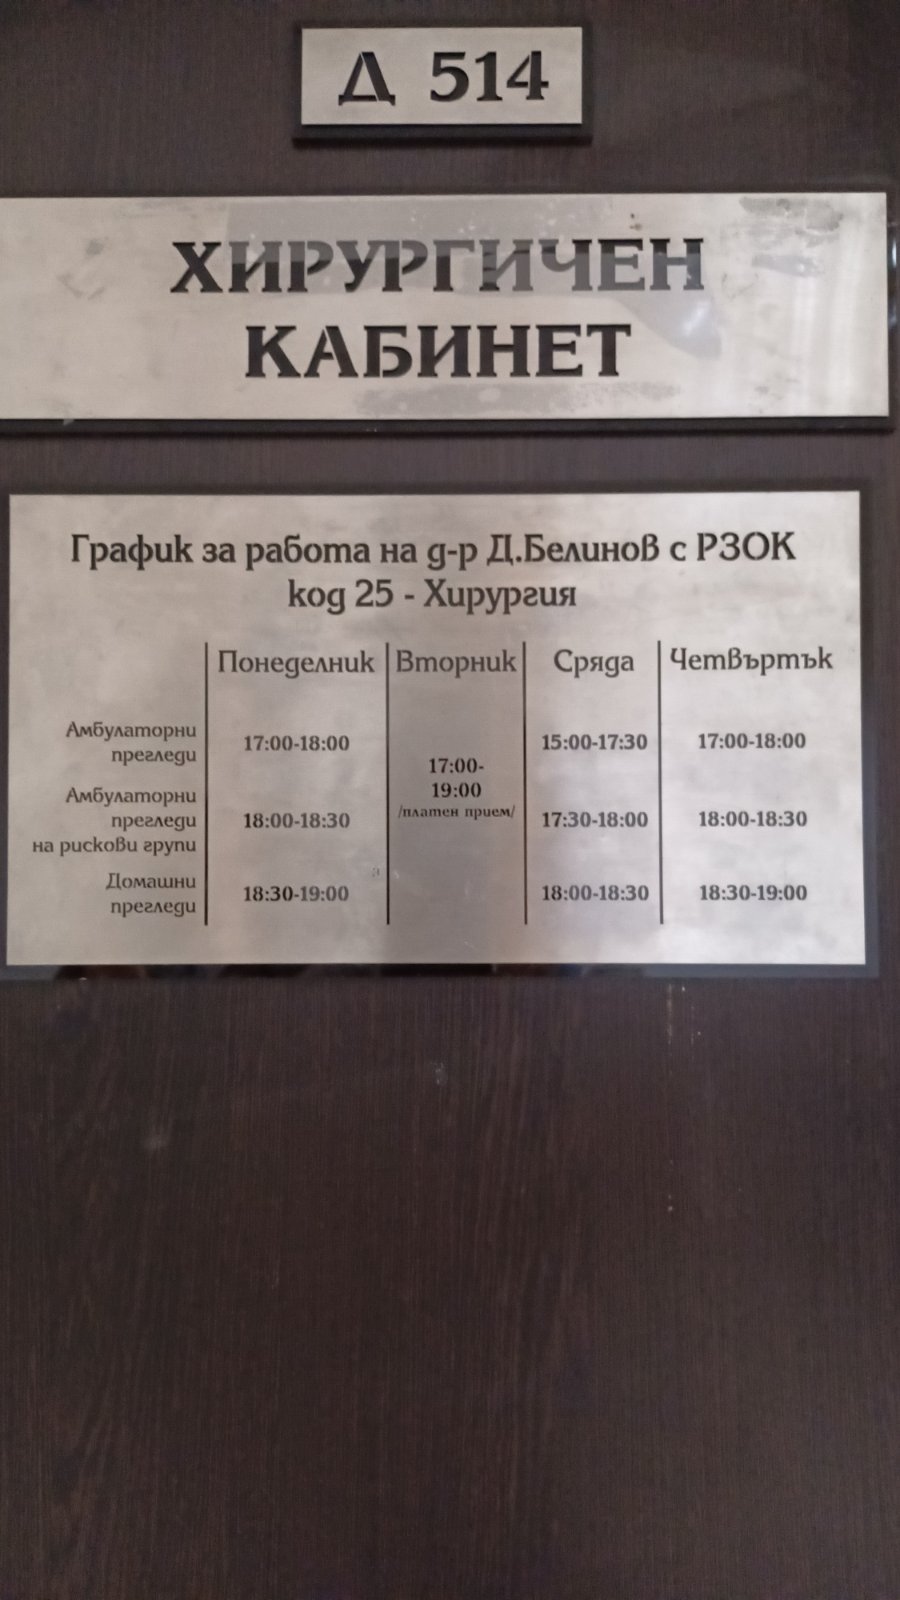 Д 514
ХИРУРГИЧЕН
КАБИНЕТ
График за работа на д-р Д.Белинов с РЗОК
код 25 - Хирургия
Понеделник Вторник Сряда Четвъртък
Амбулаторни
прегледи
17:00-18:00
17:00-
19:00
/платен прием/
15:00-17:30
17:00-18:00
Амбулаторни
прегледи
на рискови групи
18:00-18:30
17:30-18:00
18:00-18:30
Домашни
прегледи
18:30-19:00
18:00-18:30
18:30-19:00